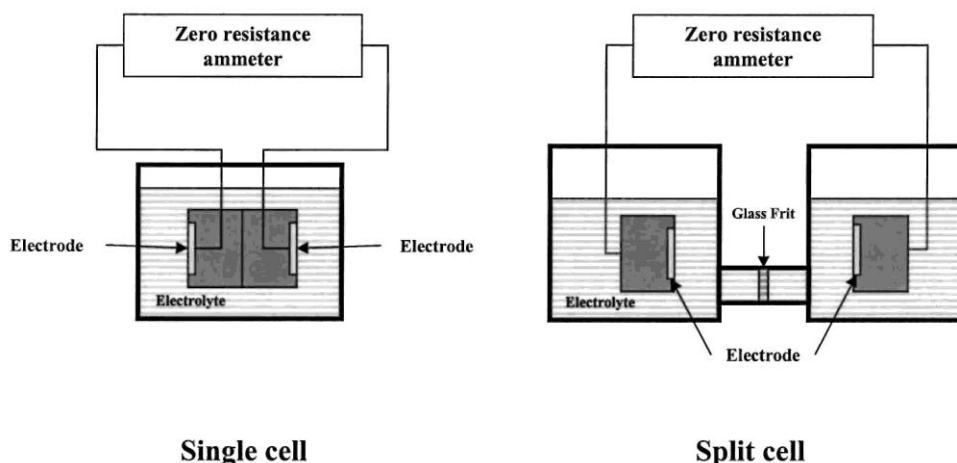 Zero resistance
ammeter
Electrode
Electrode
Electrolyte
Single cell
Zero resistance
ammeter
Glass Frit
Electrolyte
Electrode
Split cell